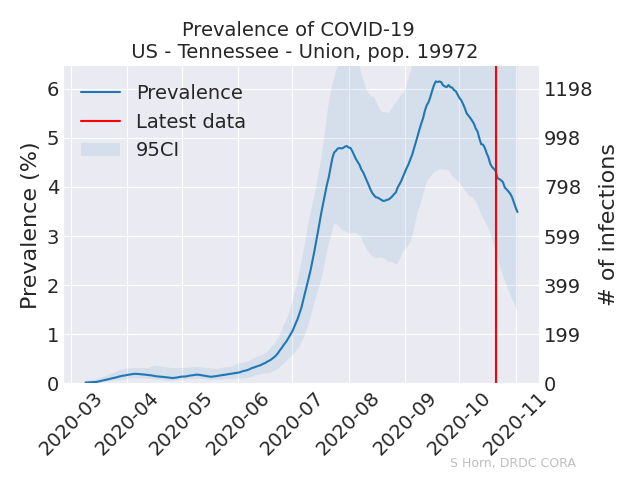 Prevalence of COVID-19
US - Tennessee - Union, pop. 19972
Prevalence
Latest data
95CI
Prevalence (%)
6
5
4
3
2
1
0
1198
998
798
599
399
199
0
# of infections
2020-03
2020-04
2020-05
2020-06
2020-07
2020-08
2020-09
2020-10
2020-11
S Horn, DRDC CORA